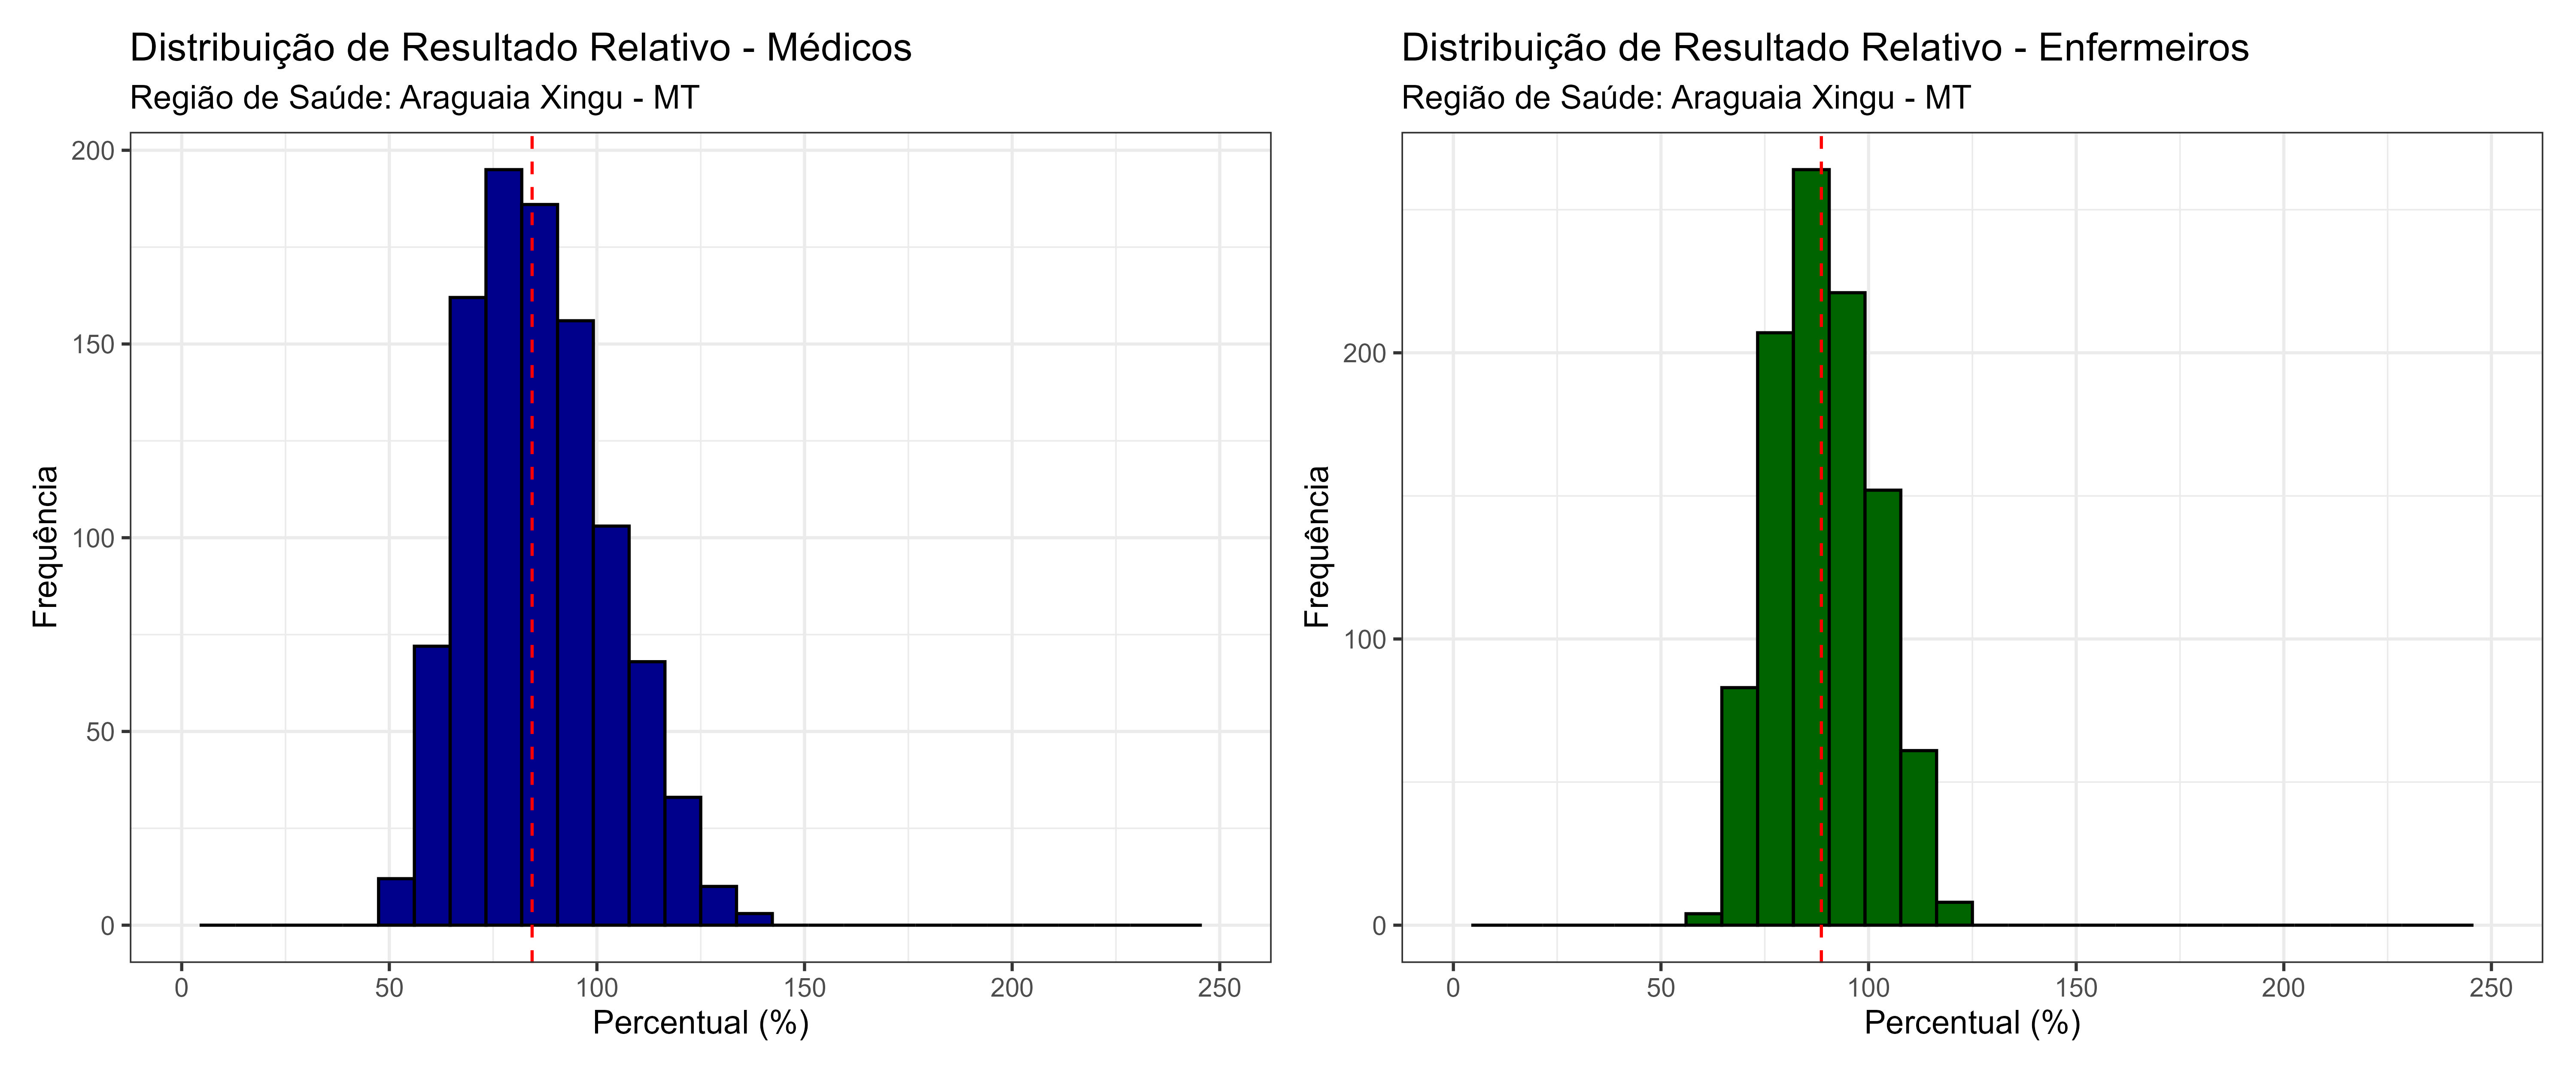 Distribuição de Resultado Relativo - Médicos
Região de Saúde: Araguaia Xingu - MT
200
150
100
50
0
Frequência
0 50 100 150 200 250
Percentual (%)
Distribuição de Resultado Relativo - Enfermeiros
Região de Saúde: Araguaia Xingu - MT
200
100
0
Frequência
0 50 100 150 200 250
Percentual (%)